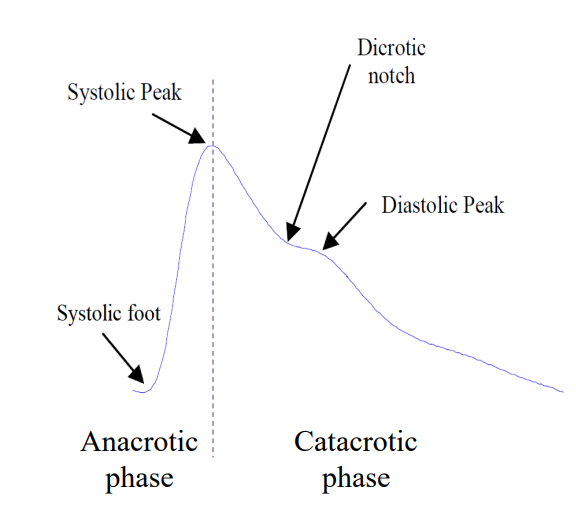 Dicrotic
notch
Systolic Peak
Diastolic Peak
Systolic foot
Anacrotic
phase
Catacrotic
phase